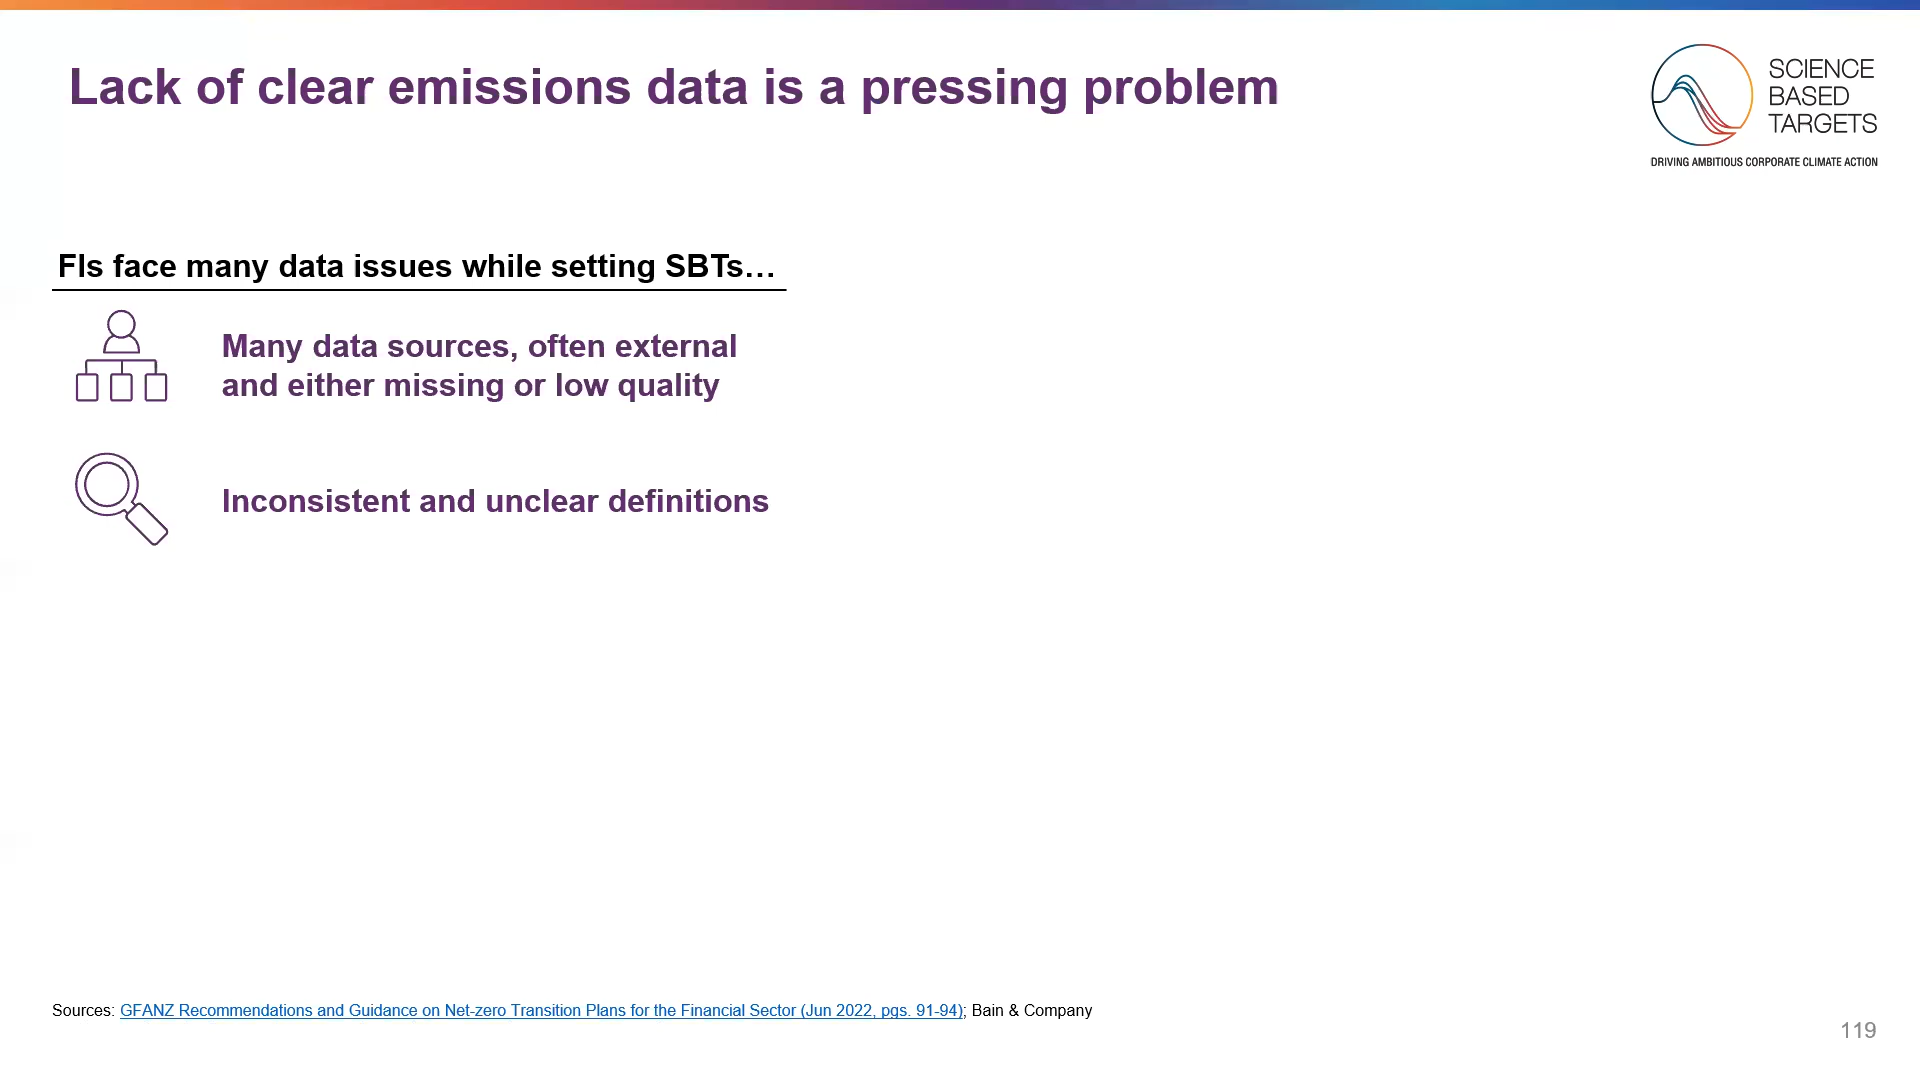 Lack of clear emissions data is a pressing problem
SCIENCE
BASED
TARGETS
DRIVING AMBITIOUS CORPORATE CLIMATE ACTION
FIs face many data issues while setting SBTs…
Many data sources, often external
and either missing or low quality
Inconsistent and unclear definitions
Sources: GFANZ Recommendations and Guidance on Net-zero Transition Plans for the Financial Sector (Jun 2022, pgs. 91-94); Bain & Company
119